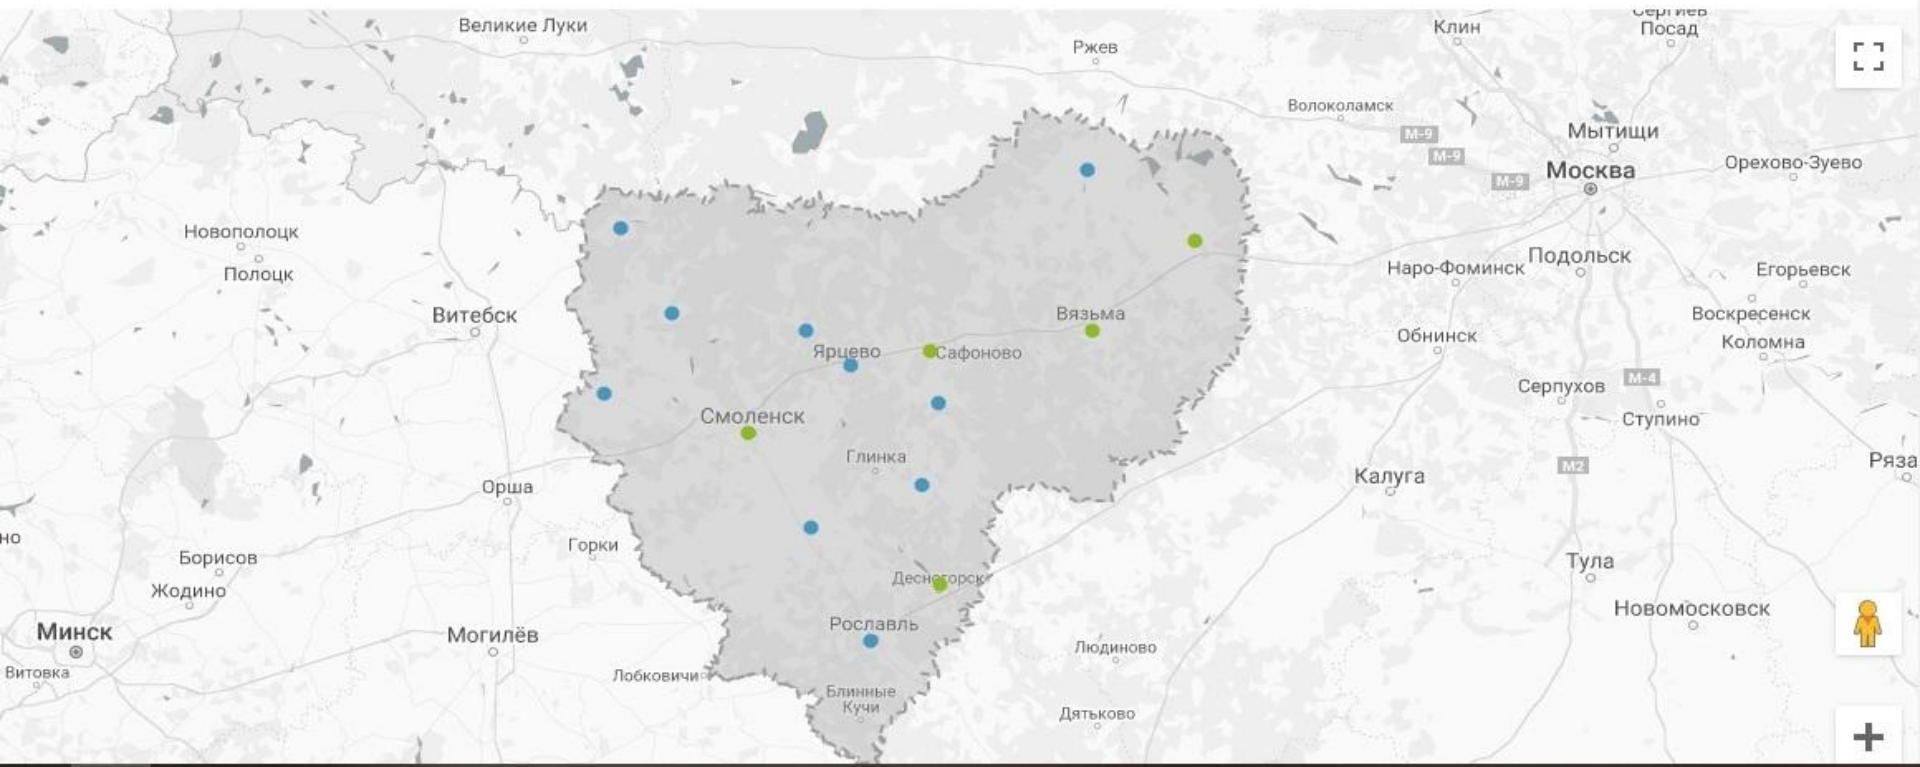 Великие Луки
Ржев
Клин
Сергиев
Посад
Волоколамск
М-9
М-9
М-9
Мытищи
Москва
Орехово-Зуево
Новополоцк
Полоцк
Витебск
Вязьма
Ярцево
Сафоново
Смоленск
Глинка
Наро-Фоминск
Подольск
Егорьевск
Воскресенск
Коломна
Обнинск
Серпухов
М-4
Ступино
М2
Калуга
Ряза
Орша
но
Борисов
Жодино
Минск
Витовка
Горки
Могилёв
Десногорск
Рославль
Лобковичи
Блинные
Кучи
Людиново
Дятьково
Тула
Новомосковск